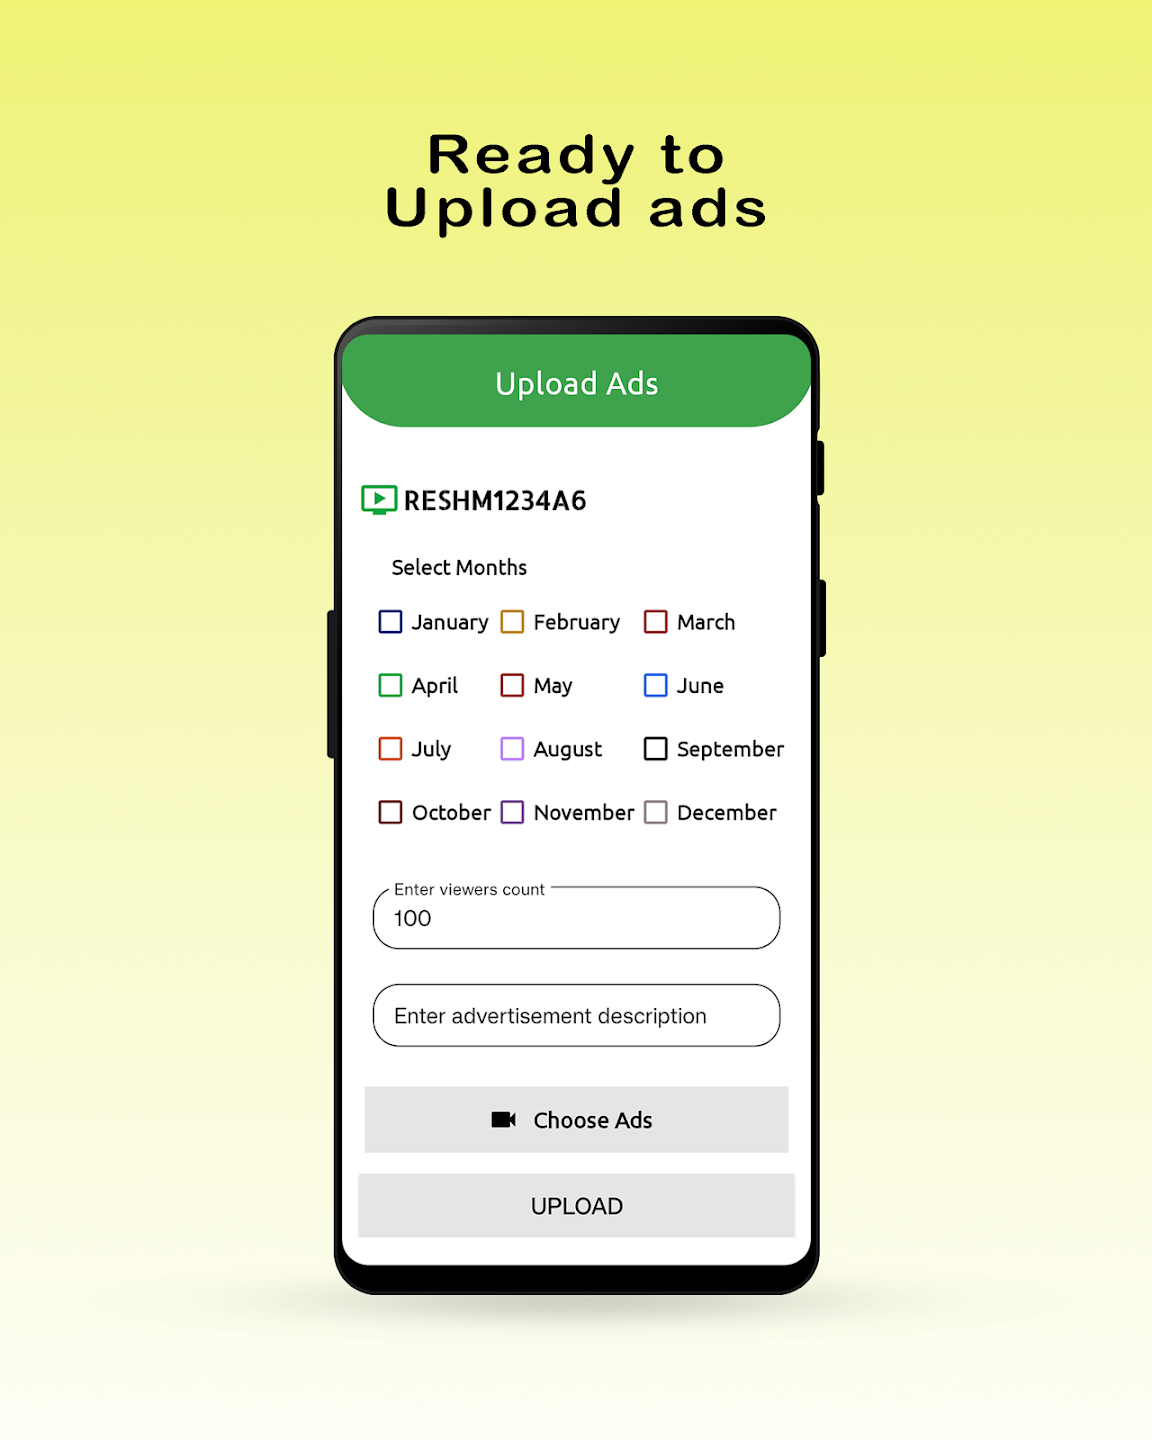 Ready to
Upload ads
Upload Ads
RESHM1234A6
Select Months
January February March
April May June
July August September
October November December
Enter viewers count
100
Enter advertisement description
Choose Ads
UPLOAD